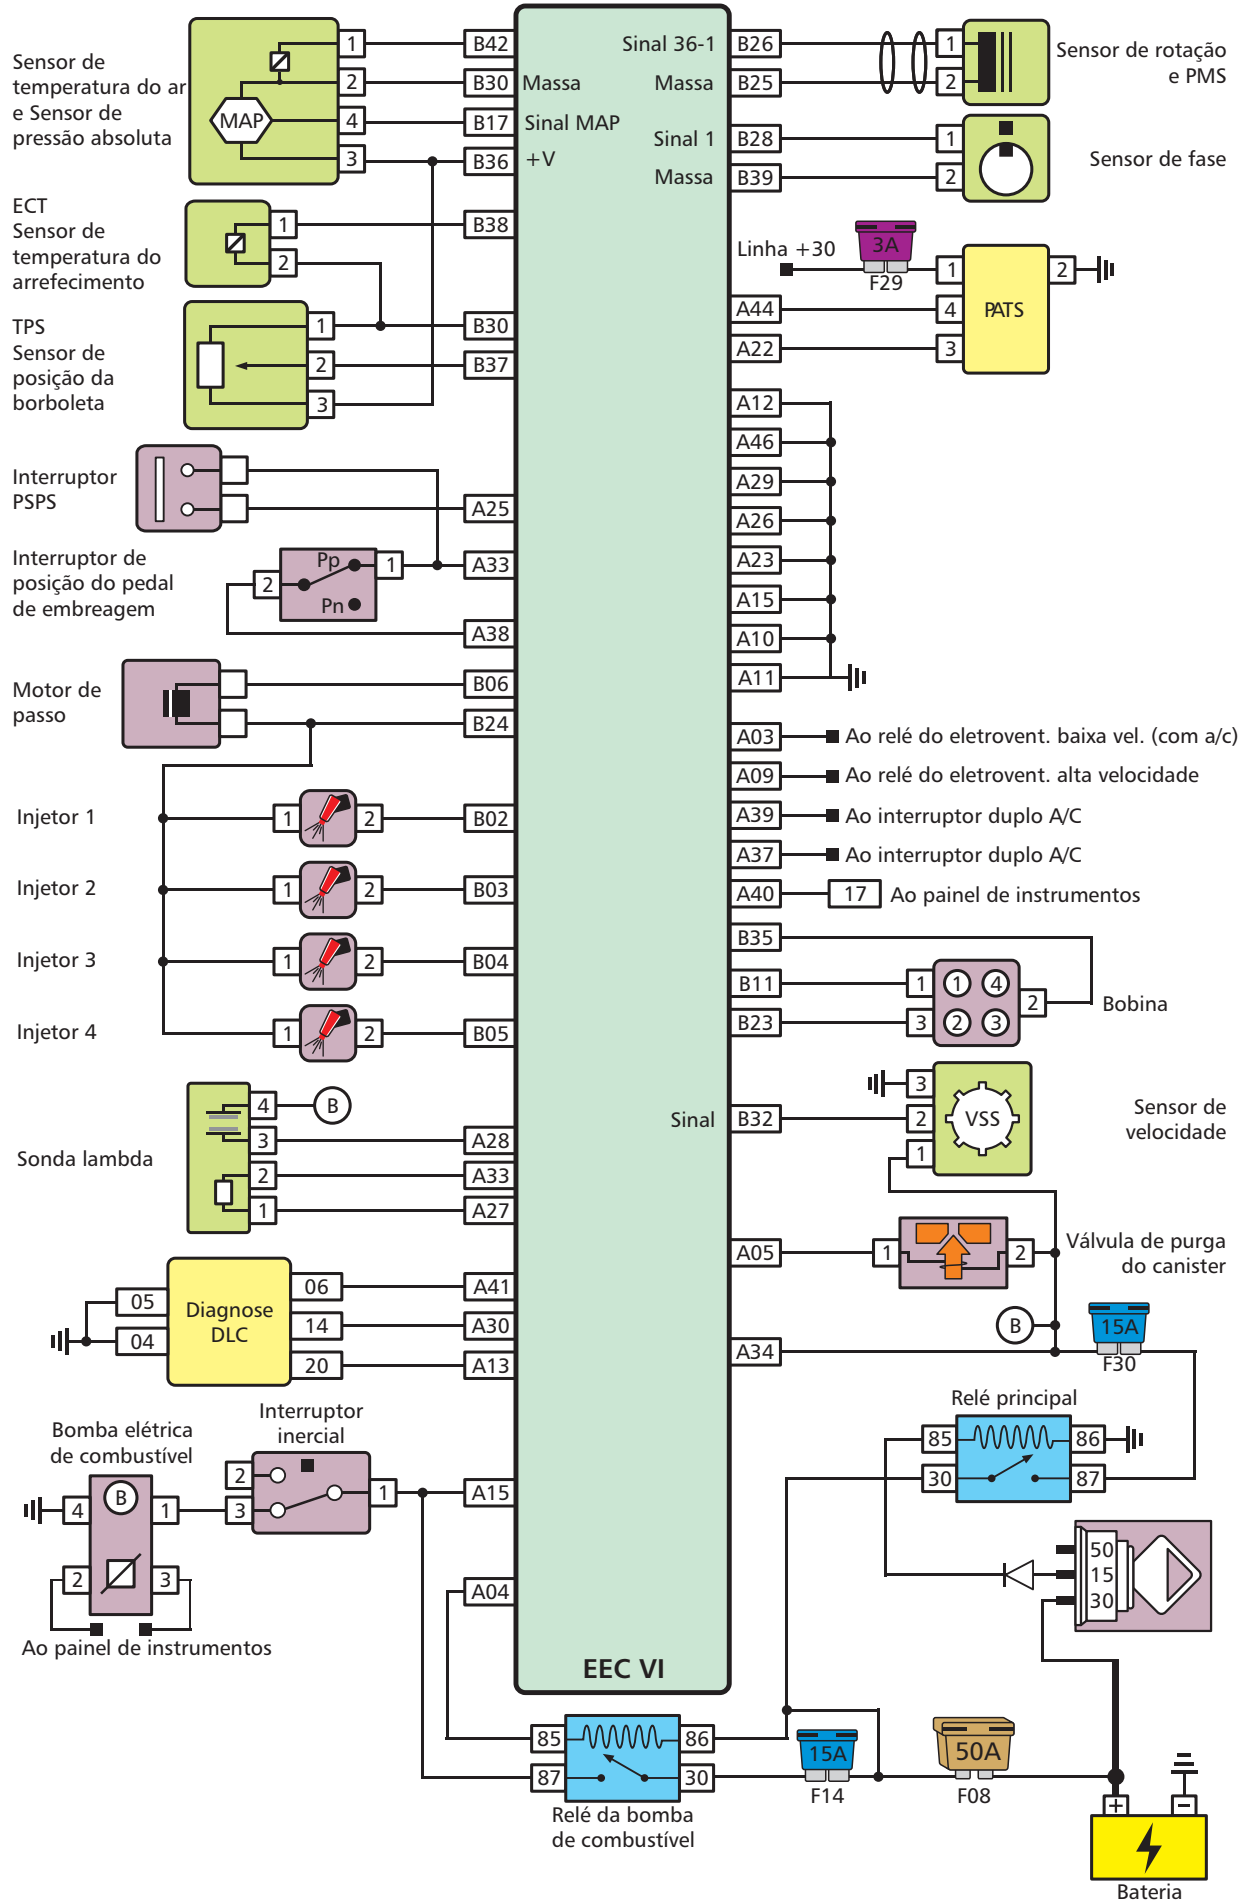 Sensor de
temperatura do ar
e Sensor de
pressão absoluta
MAP
1
2
4
3
B42
B30
B17
B36
Massa
Sinal MAP
+V
ECT
Sensor de
temperatura do
arrefecimento
1
2
B38
TPS
Sensor de
posição da
borboleta
1
2
3
B30
B37
Interruptor
PSPS
A25
Interruptor de
posição do pedal
de embreagem
2
Pp
Pn
1
A33
A38
Motor de
passo
B06
B24
Injetor 1
1
2
B02
Injetor 2
1
2
B03
Injetor 3
1
2
B04
Injetor 4
1
2
B05
Sonda lambda
4
3
2
1
B
A28
A33
A27
05
04
Diagnose
DLC
06
14
20
A41
A30
A13
Bomba elétrica
de combustível
B
4
1
2
3
Ao painel de instrumentos
Interruptor
inercial
2
3
1
A15
A04
EEC VI
Sinal 36-1
Massa
B26
B25
1
2
Sensor de rotação
e PMS
Sinal 1
Massa
B28
B39
1
2
Sensor de fase
Linha +30
3A
F29
1
4
3
PATS
2
A44
A22
A12
A46
A29
A26
A23
A15
A10
A11
A03
Ao relé do eletrovent. baixa vel. (com a/c)
A09
Ao relé do eletrovent. alta velocidade
A39
Ao interruptor duplo A/C
A37
Ao interruptor duplo A/C
A40
17
Ao painel de instrumentos
B35
B11
B23
1
3
1
4
2
3
2
Bobina
Sinal
B32
3
2
1
VSS
Sensor de
velocidade
A05
1
2
Válvula de purga
do canister
B
15A
F30
A34
Relé principal
85
86
30
87
50
15
30
85
86
87
30
Relé da bomba
de combustível
15A
F14
50A
F08
+
−
Bateria